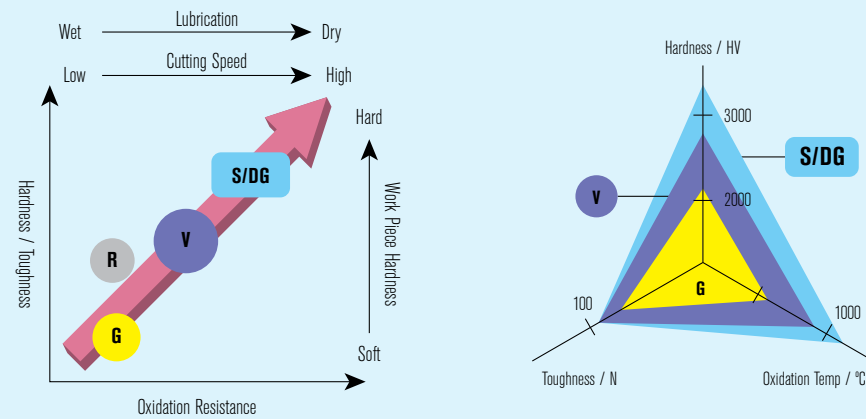 Lubrication
Wet
Dry
Cutting Speed
Low
High
Hardness / Toughness
Hard
Work Piece Hardness
Soft
S/DG
V
R
G
Oxidation Resistance
Hardness / HV
3000
S/DG
V
2000
G
100
1000
Toughness / N
Oxidation Temp / ºC